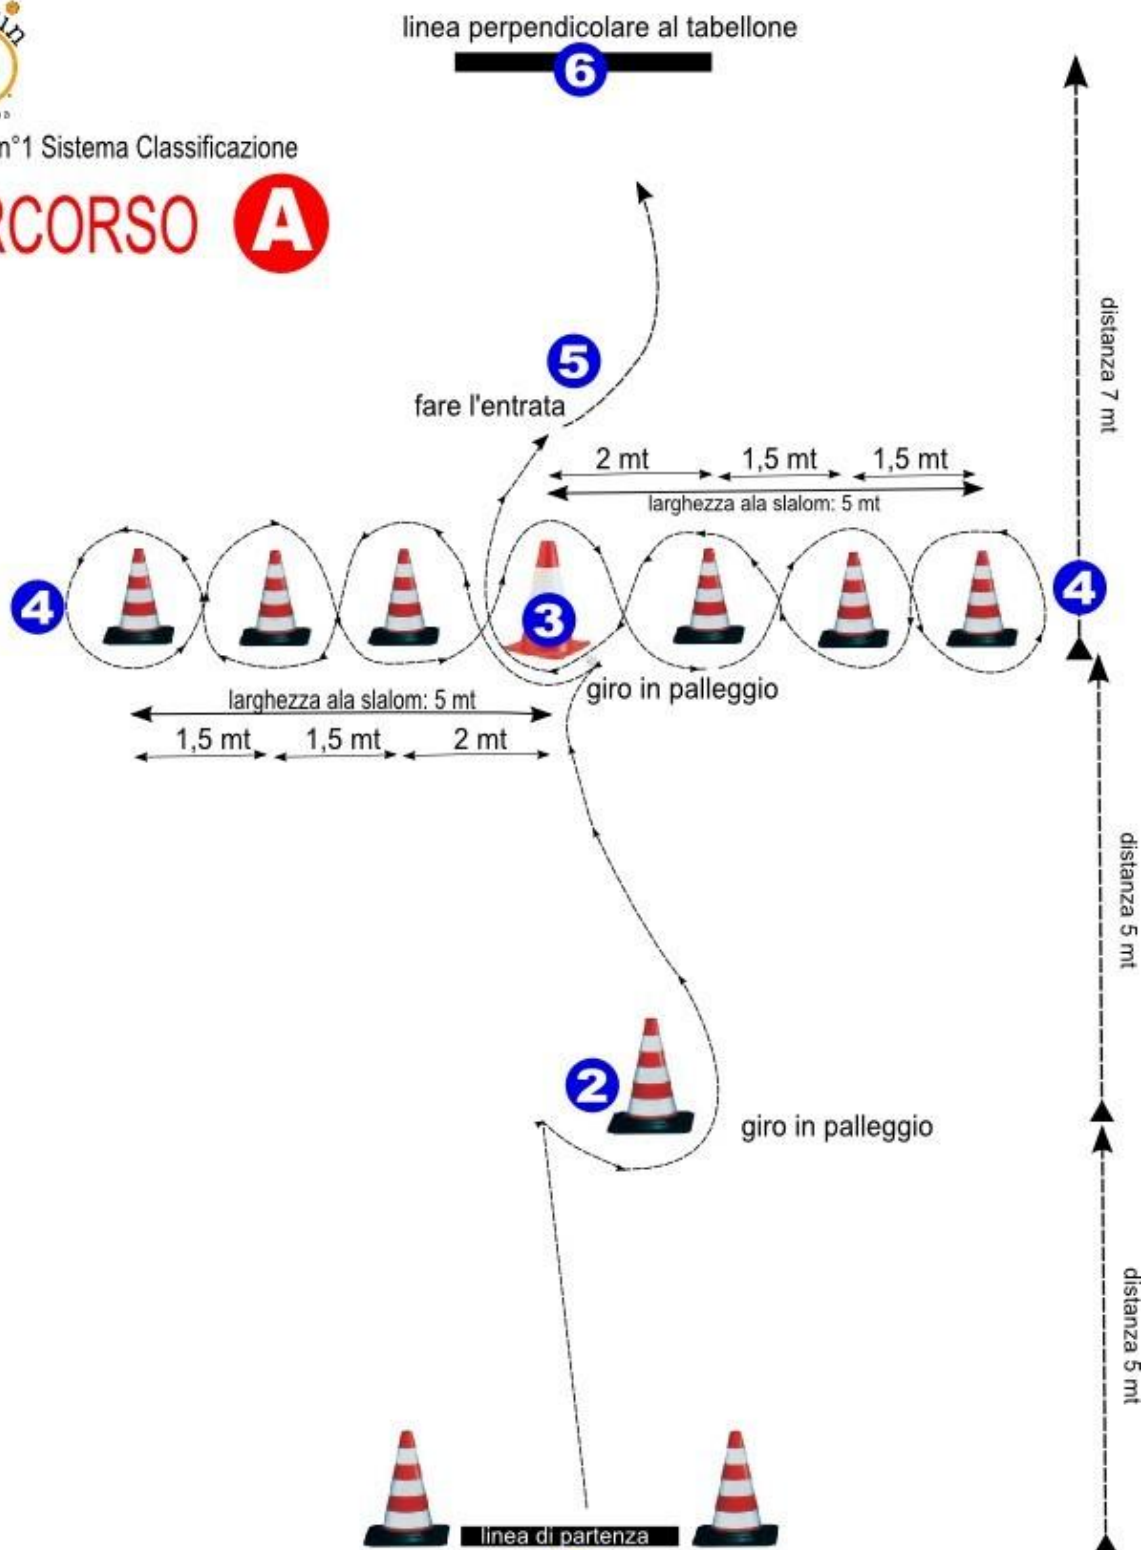 linea perpendicolare al tabellone
6
n°1 Sistema Classificazione
RCORSO A
distanza 7 mt
5
fare l'entrata
2 mt 1,5 mt 1,5 mt
larghezza ala slalom: 5 mt
4 3 4
giro in palleggio
larghezza ala slalom: 5 mt
1,5 mt 1,5 mt 2 mt
distanza 5 mt
2
giro in palleggio
distanza 5 mt
linea di partenza